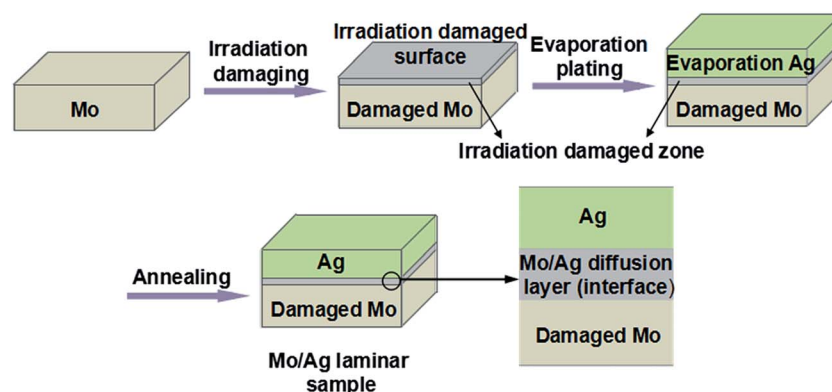 Mo
Irradiation
damaging
Irradiation damaged
surface
Damaged Mo
Evaporation
plating
Evaporation Ag
Damaged Mo
Irradiation damaged zone
Annealing
Ag
Damaged Mo
Mo/Ag laminar
sample
Ag
Mo/Ag diffusion
layer (interface)
Damaged Mo